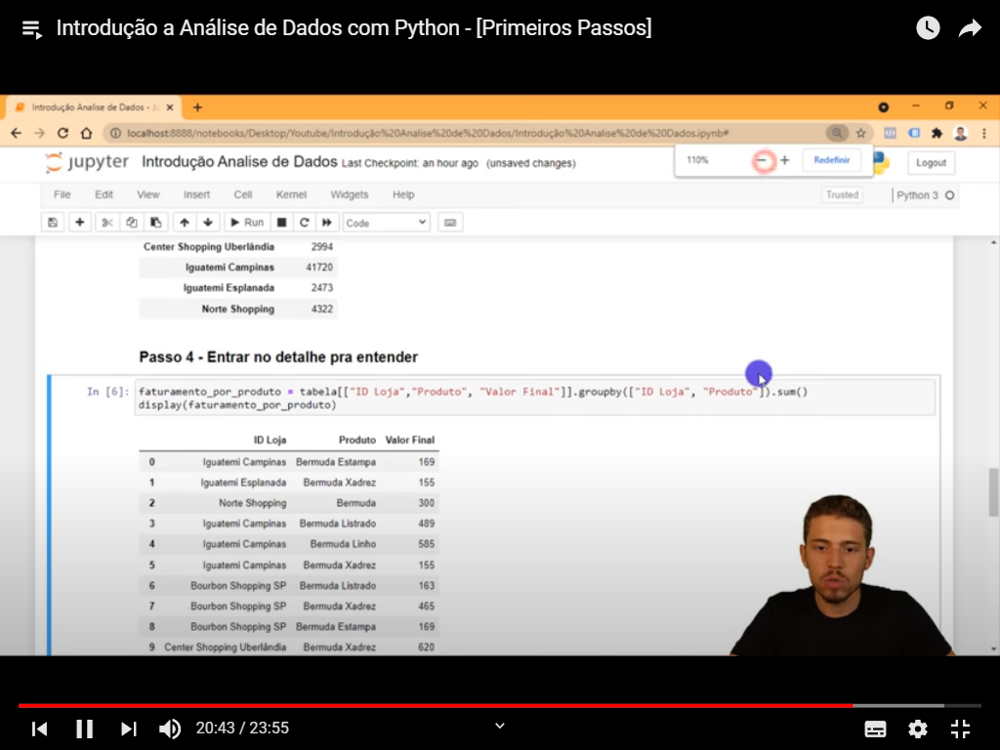 Introdução a Análise de Dados com Python - [Primeiros Passos]
Introdução Analise de Dados - Ju
localhost:8888/notebooks/Desktop/Youtube/Introdução%20Analise%20de%20Dados/Introdução%20Analise%20de%20Dados.ipynb#
jupyter Introdução Analise de Dados Last Checkpoint: an hour ago (unsaved changes)
110% Redefinir
Logout
File Edit View Insert Cell Kernel Widgets Help
Trusted Python 3
Run Code
Center Shopping Uberlândia 2994
Iguatemi Campinas 41720
Iguatemi Esplanada 2473
Norte Shopping 4322
Passo 4 - Entrar no detalhe pra entender
In [6]: faturamento_por_produto = tabela[["ID Loja","Produto", "Valor Final"]].groupby(["ID Loja", "Produto"]).sum()
display(faturamento_por_produto)
ID Loja Produto Valor Final
0 Iguatemi Campinas Bermuda Estampa 169
1 Iguatemi Esplanada Bermuda Xadrez 155
2 Norte Shopping Bermuda 300
3 Iguatemi Campinas Bermuda Listrado 489
4 Iguatemi Campinas Bermuda Linho 585
5 Iguatemi Campinas Bermuda Xadrez 155
6 Bourbon Shopping SP Bermuda Listrado 163
7 Bourbon Shopping SP Bermuda Xadrez 465
8 Bourbon Shopping SP Bermuda Estampa 169
9 Center Shopping Uberlândia Bermuda Xadrez 620
20:43 / 23:55